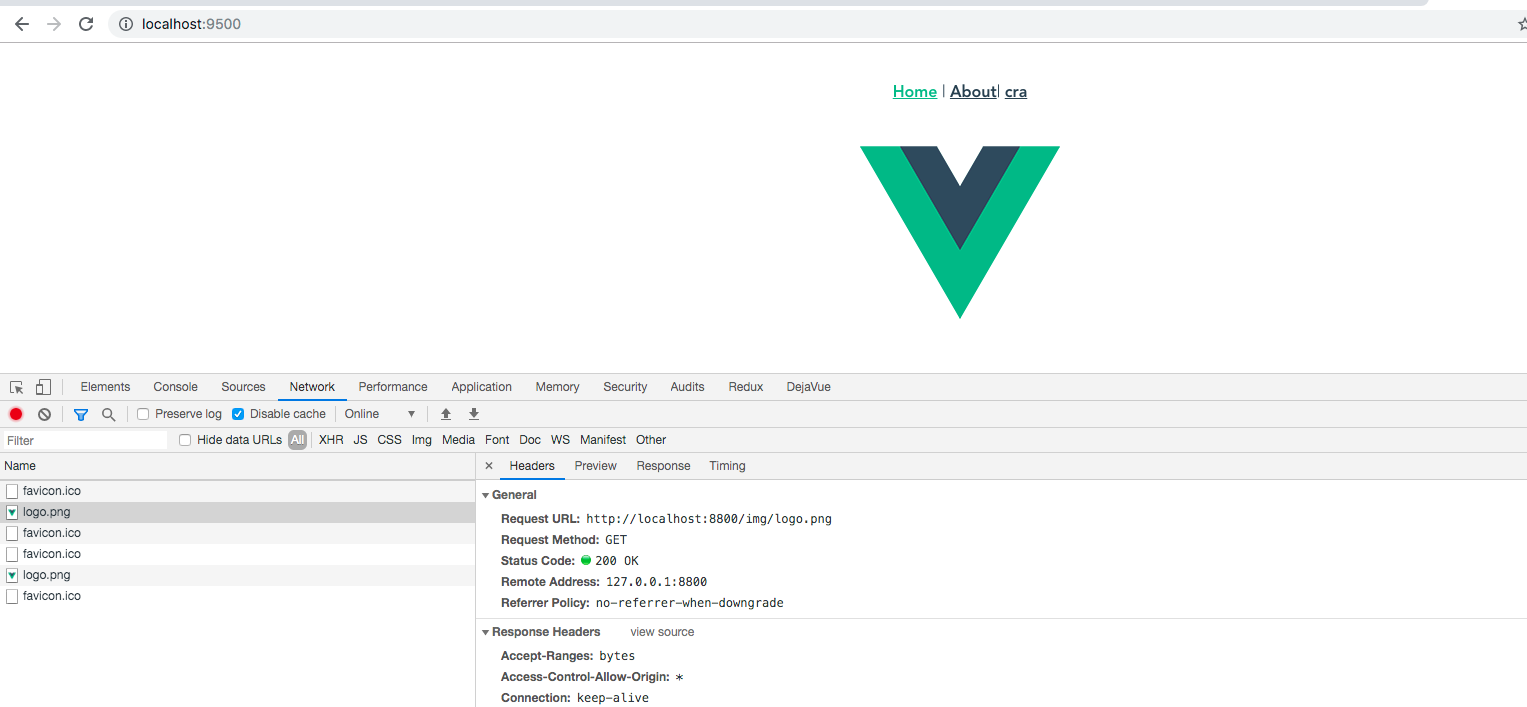 localhost:9500
Home | About| cra
Elements Console Sources Network Performance Application Memory Security Audits Redux DejaVue
Preserve log Disable cache Online
Filter Hide data URLs All XHR JS CSS Img Media Font Doc WS Manifest Other
Name Headers Preview Response Timing
favicon.ico
logo.png
favicon.ico
favicon.ico
logo.png
favicon.ico
General
Request URL: http://localhost:8800/img/logo.png
Request Method: GET
Status Code: 200 OK
Remote Address: 127.0.0.1:8800
Referrer Policy: no-referrer-when-downgrade
Response Headers view source
Accept-Ranges: bytes
Access-Control-Allow-Origin: *
Connection: keep-alive